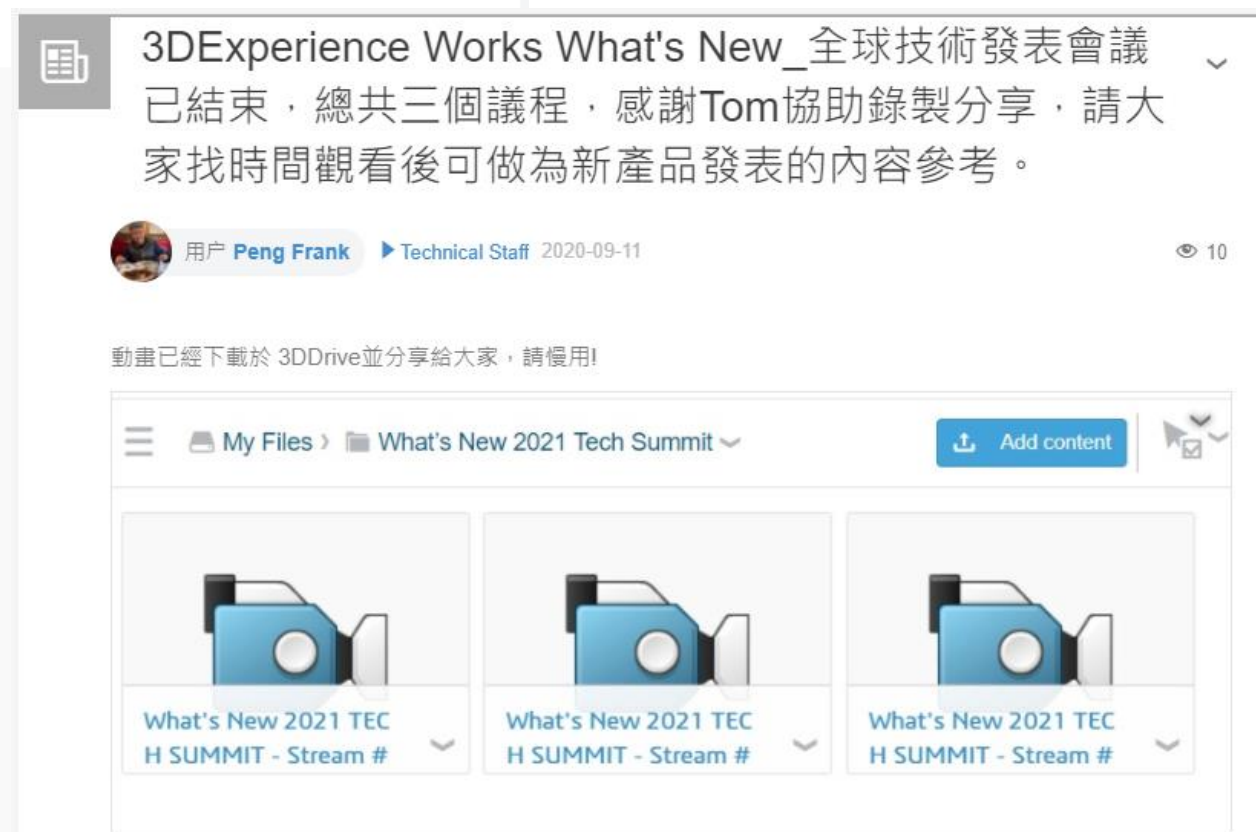 3DExperience Works What's New_全球技術發表會議
已結束，總共三個議程，感謝Tom協助錄製分享，請大
家找時間觀看後可做為新產品發表的內容參考。
用户 Peng Frank Technical Staff 2020-09-11 10
動畫已經下載於 3DDrive並分享給大家，請慢用!
My Files What's New 2021 Tech Summit Add content
What's New 2021 TEC
H SUMMIT - Stream #
What's New 2021 TEC
H SUMMIT - Stream #
What's New 2021 TEC
H SUMMIT - Stream #